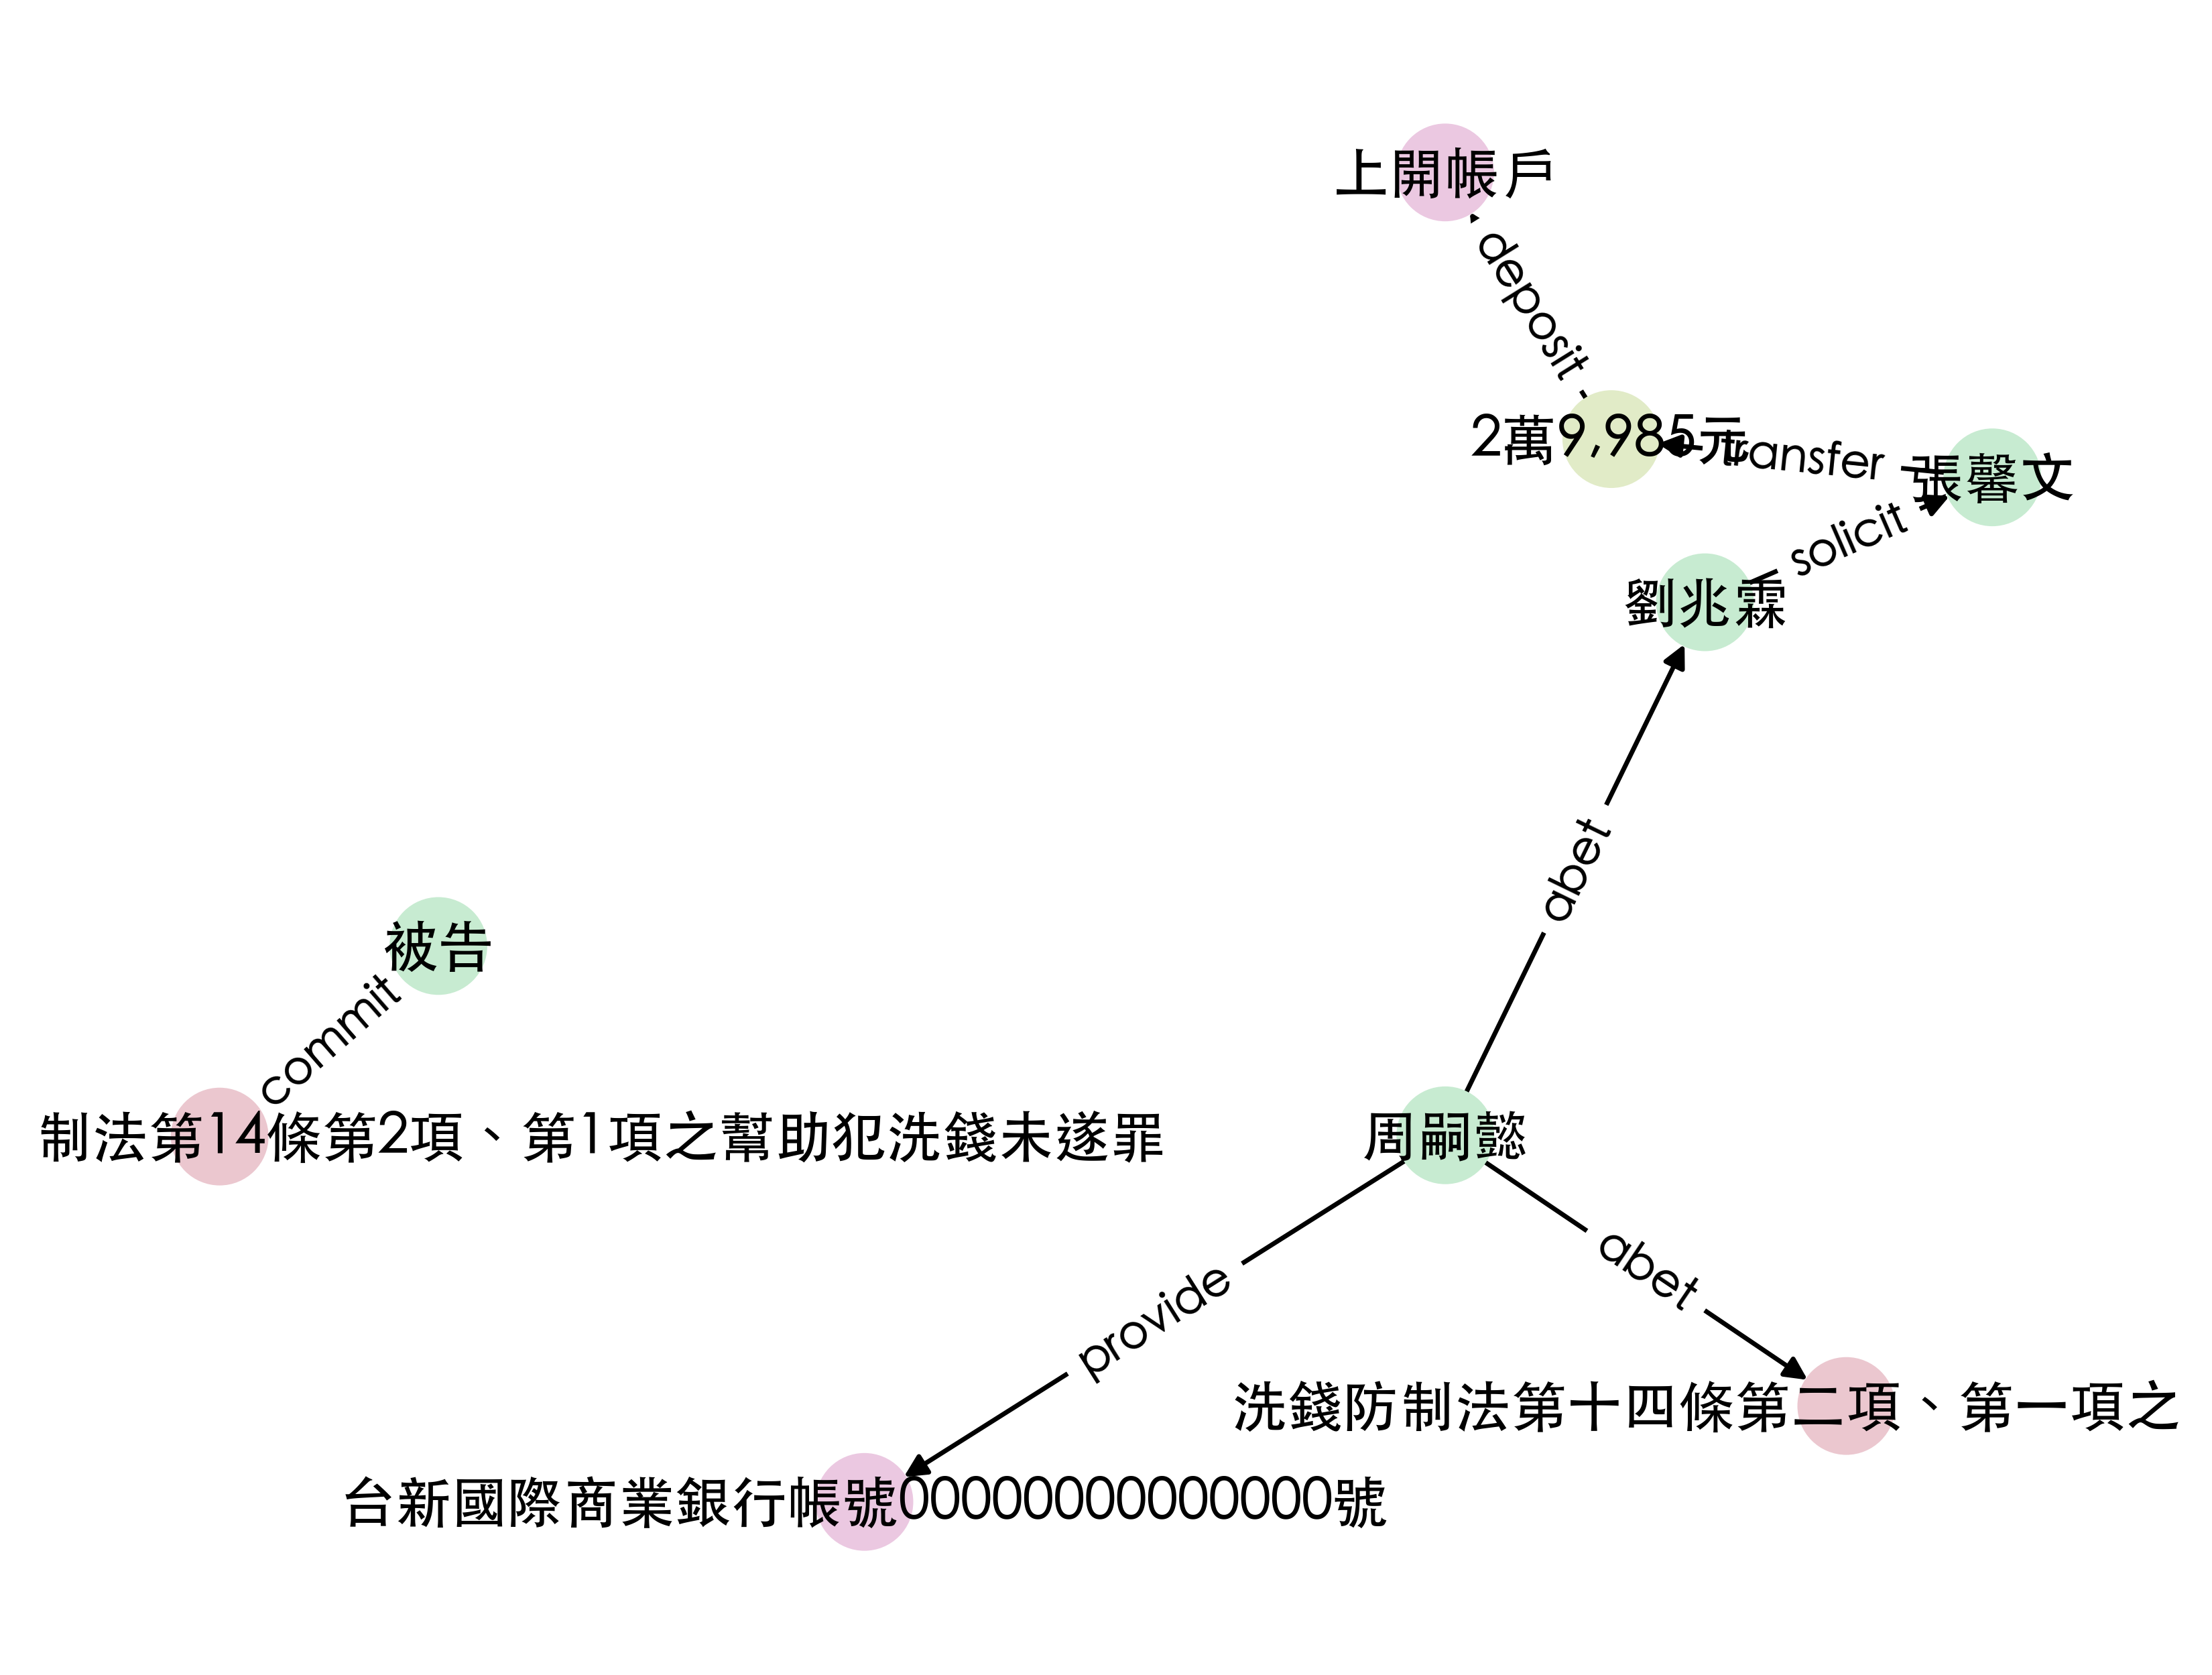 上開帳戶
deposit
2萬9,985元
transfer
張馨文
solicit
劉兆霖
abet
被告
commit
制法第14條第2項、第1項之幫助犯洗錢未遂罪
周嗣懿
provide
abet
洗錢防制法第十四條第二項、第一項之
台新國際商業銀行帳號00000000000000號